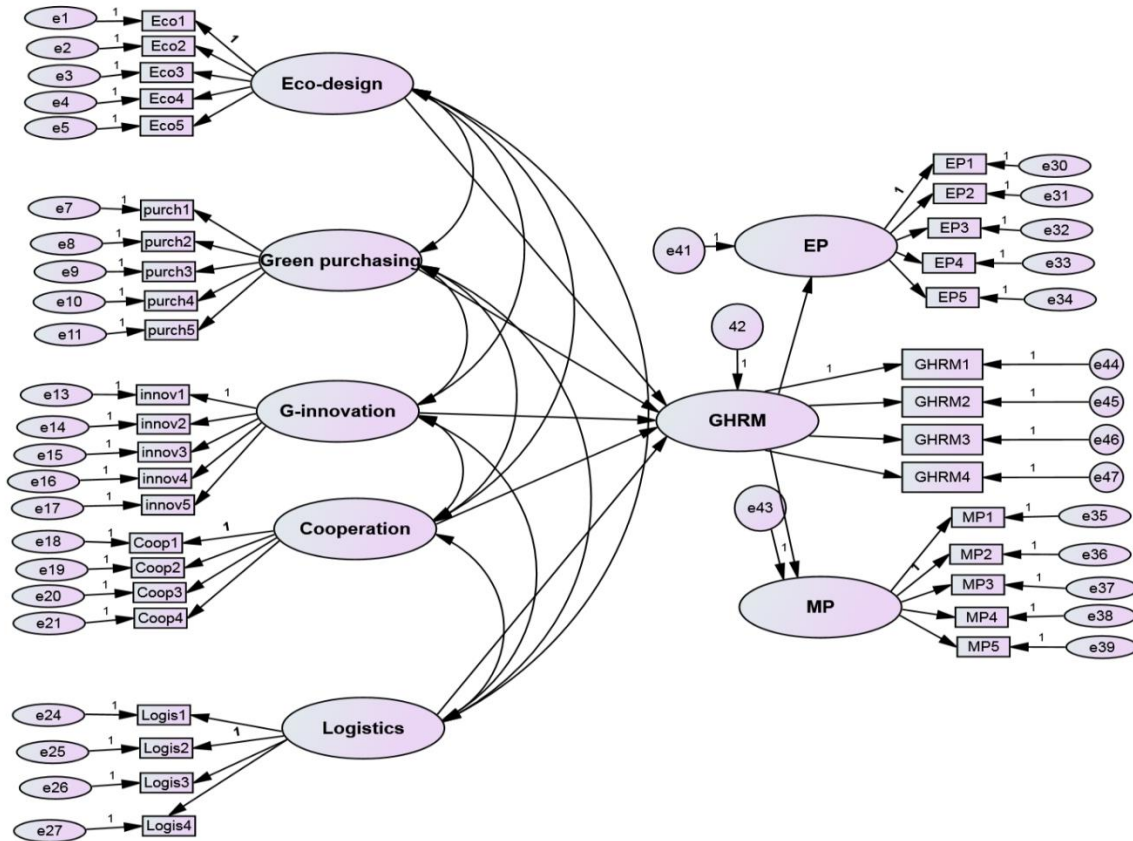 e1 1 Eco1 1
e2 1 Eco2
e3 1 Eco3
e4 1 Eco4
e5 1 Eco5
Eco-design
e7 1 purch1
e8 1 purch2
e9 1 purch3
e10 1 purch4
e11 1 purch5
Green purchasing
e13 1 innov1 1
e14 1 innov2
e15 1 innov3
e16 1 innov4
e17 1 innov5
G-innovation
e18 1 Coop1 1
e19 1 Coop2
e20 1 Coop3
e21 1 Coop4
Cooperation
e24 1 Logis1
e25 1 Logis2 1
e26 1 Logis3
e27 1 Logis4
Logistics
42
1
GHRM
1 GHRM1 1 e44
GHRM2 1 e45
GHRM3 1 e46
GHRM4 1 e47
e41 1
EP
1 EP1 1 e30
EP2 1 e31
EP3 1 e32
EP4 1 e33
EP5 1 e34
e43
1
MP
MP1 1 e35
1 MP2 1 e36
MP3 1 e37
MP4 1 e38
MP5 1 e39